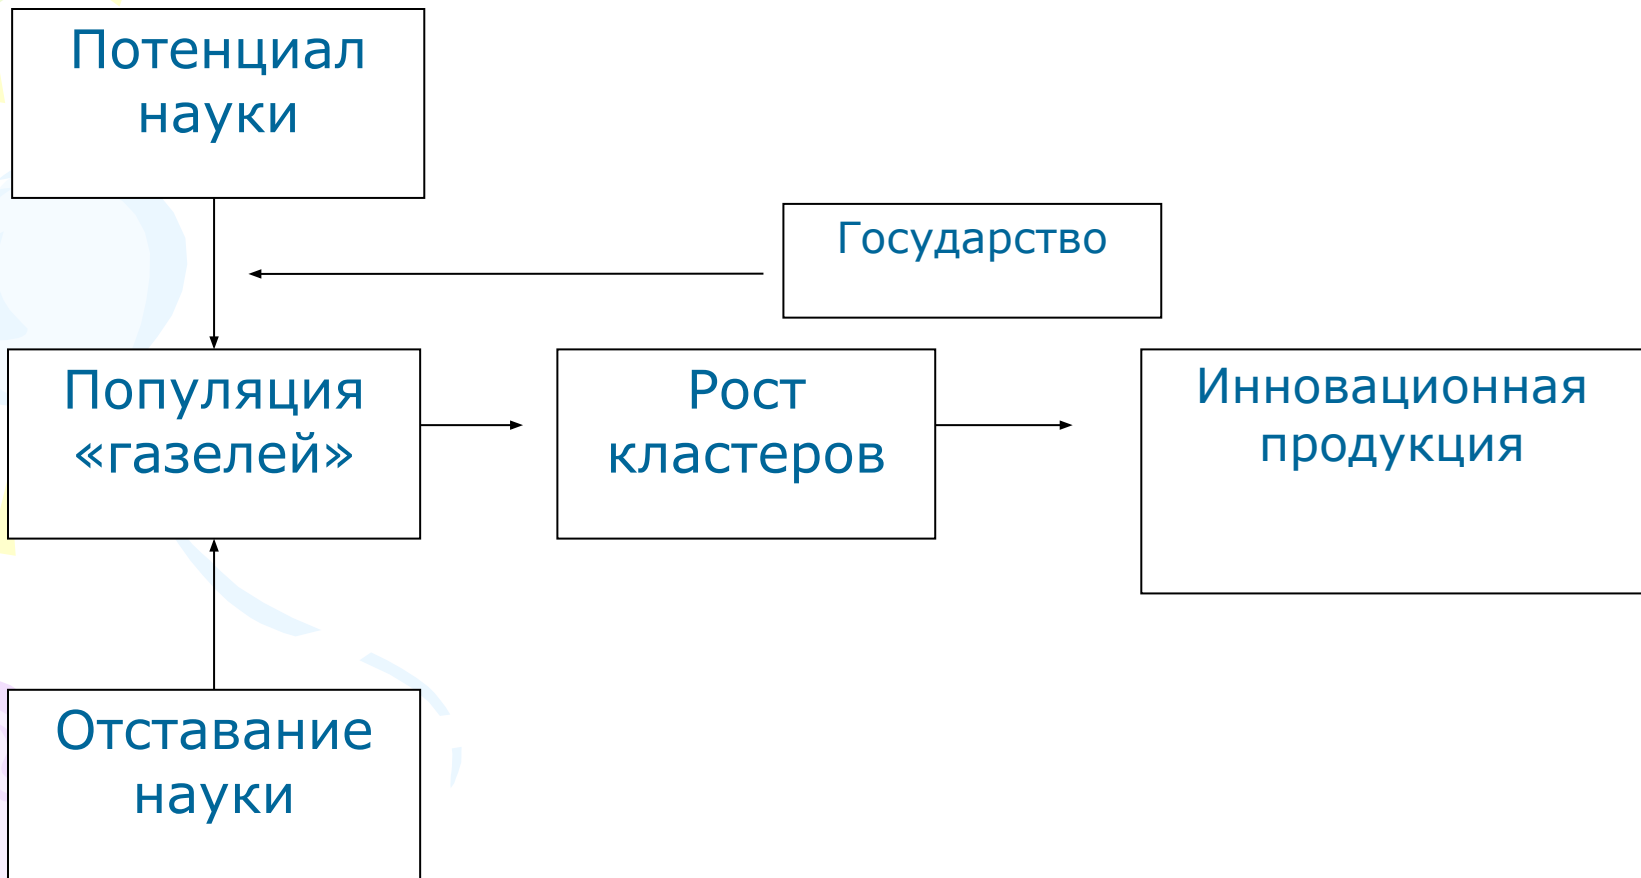 Потенциал
науки
Государство
Популяция
«газелей»
Рост
кластеров
Инновационная
продукция
Отставание
науки